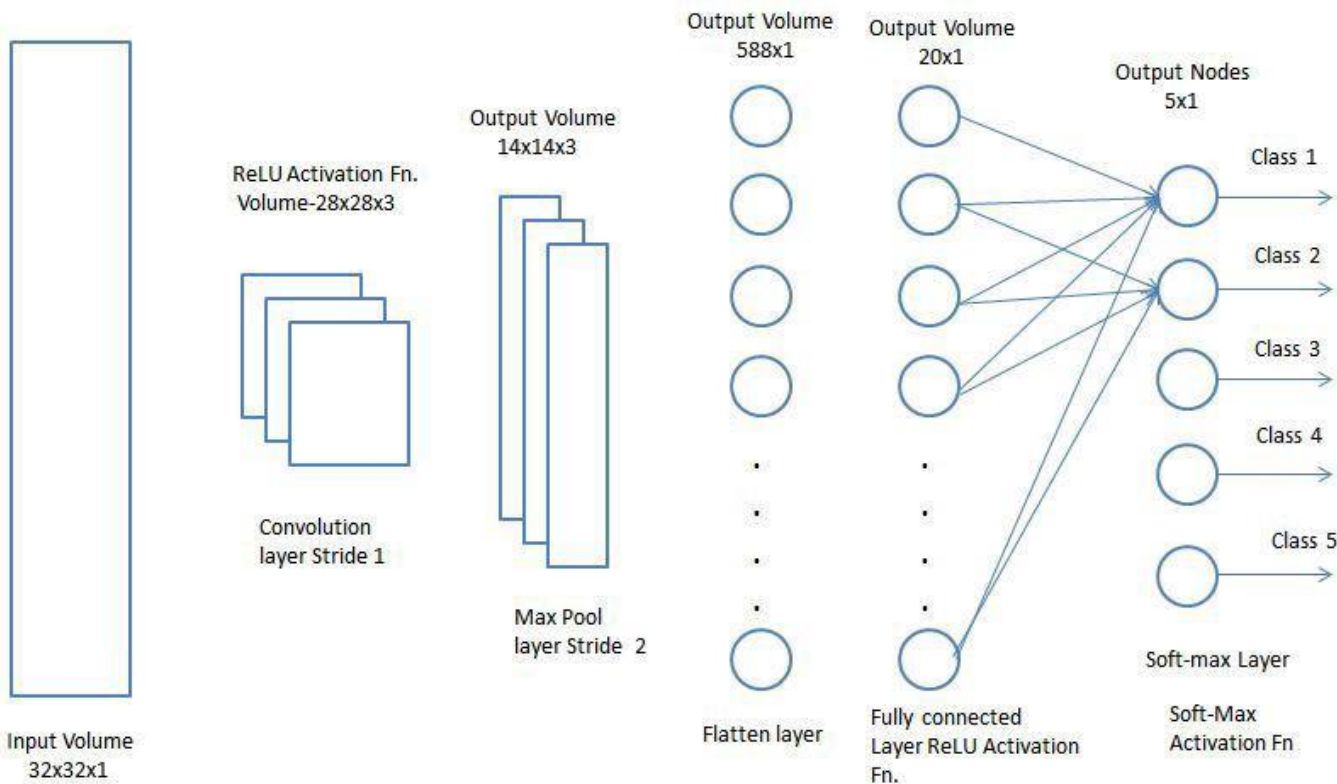 Input Volume
32x32x1
ReLU Activation Fn.
Volume-28x28x3
Convolution
layer Stride 1
Output Volume
14x14x3
Max Pool
layer Stride 2
Output Volume
588x1
Flatten layer
Output Volume
20x1
Fully connected
Layer ReLU Activation
Fn.
Output Nodes
5x1
Class 1
Class 2
Class 3
Class 4
Class 5
Soft-max Layer
Soft-Max
Activation Fn